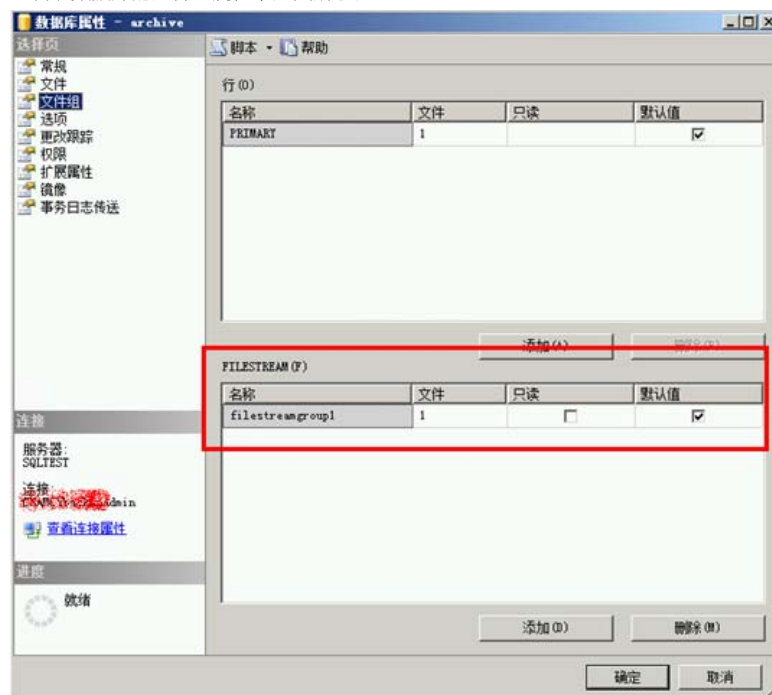 数据库属性 - archive
选择页
常规
文件
文件组
选项
更改跟踪
权限
扩展属性
镜像
事务日志传送
脚本
帮助
行(O)
名称 文件 只读 默认值
PRIMARY 1
添加(A)
FILESTREAM(F)
名称 文件 只读 默认值
filestreamgroup1 1
添加(D) 删除(M)
连接
服务器:
SQLTEST
连接:
admin
查看连接属性
进度
就绪
确定 取消